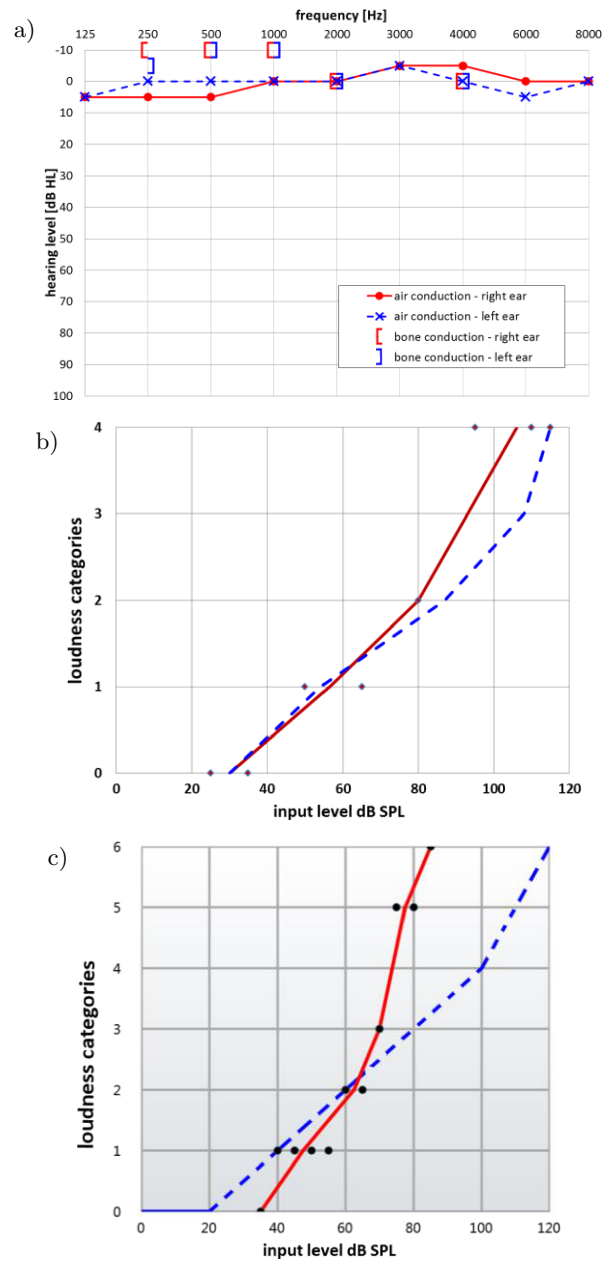 a)
frequency [Hz]
125 250 500 1000 2000 3000 4000 6000 8000
-10
0
10
20
30
40
50
60
70
80
90
100
hearing level [dB HL]
air conduction - right ear
air conduction - left ear
bone conduction - right ear
bone conduction - left ear
b)
4
3
2
1
0
loudness categories
0 20 40 60 80 100 120
input level dB SPL
c)
6
5
4
3
2
1
0
loudness categories
0 20 40 60 80 100 120
input level dB SPL